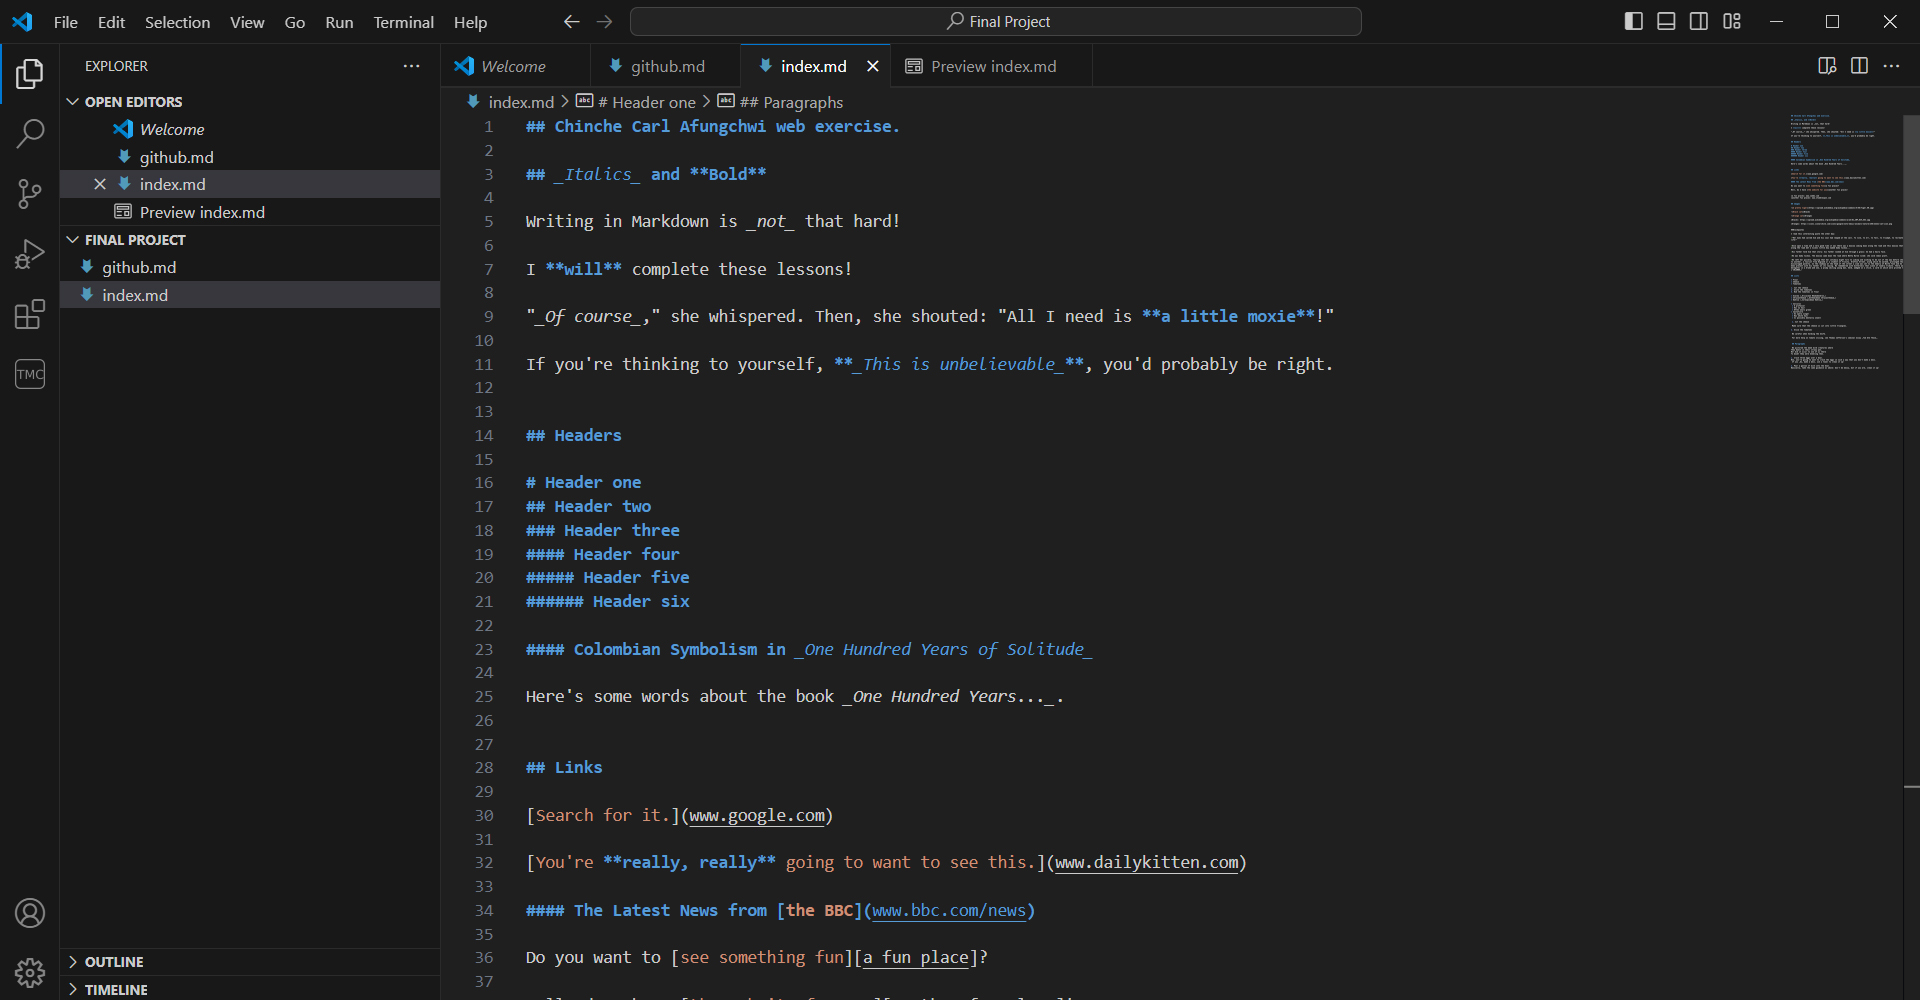 File Edit Selection View Go Run Terminal Help
Final Project
EXPLORER
OPEN EDITORS
Welcome
github.md
index.md
Preview index.md
FINAL PROJECT
github.md
index.md
TMC
OUTLINE
TIMELINE
Welcome github.md index.md Preview index.md
index.md > # Header one > ## Paragraphs
1 ## Chinche Carl Afungchwi web exercise.
2
3 ## _Italics_ and **Bold**
4
5 Writing in Markdown is _not_ that hard!
6
7 I **will** complete these lessons!
8
9 "_Of course_," she whispered. Then, she shouted: "All I need is **a little moxie**!"
10
11 If you're thinking to yourself, **_This is unbelievable_**, you'd probably be right.
12
13
14 ## Headers
15
16 # Header one
17 ## Header two
18 ### Header three
19 #### Header four
20 ##### Header five
21 ###### Header six
22
23 #### Colombian Symbolism in _One Hundred Years of Solitude_
24
25 Here's some words about the book _One Hundred Years..._.
26
27
28 ## Links
29
30 [Search for it.](www.google.com)
31
32 [You're **really, really** going to want to see this.](www.dailykitten.com)
33
34 #### The Latest News from [the BBC](www.bbc.com/news)
35
36 Do you want to [see something fun][a fun place]?
37